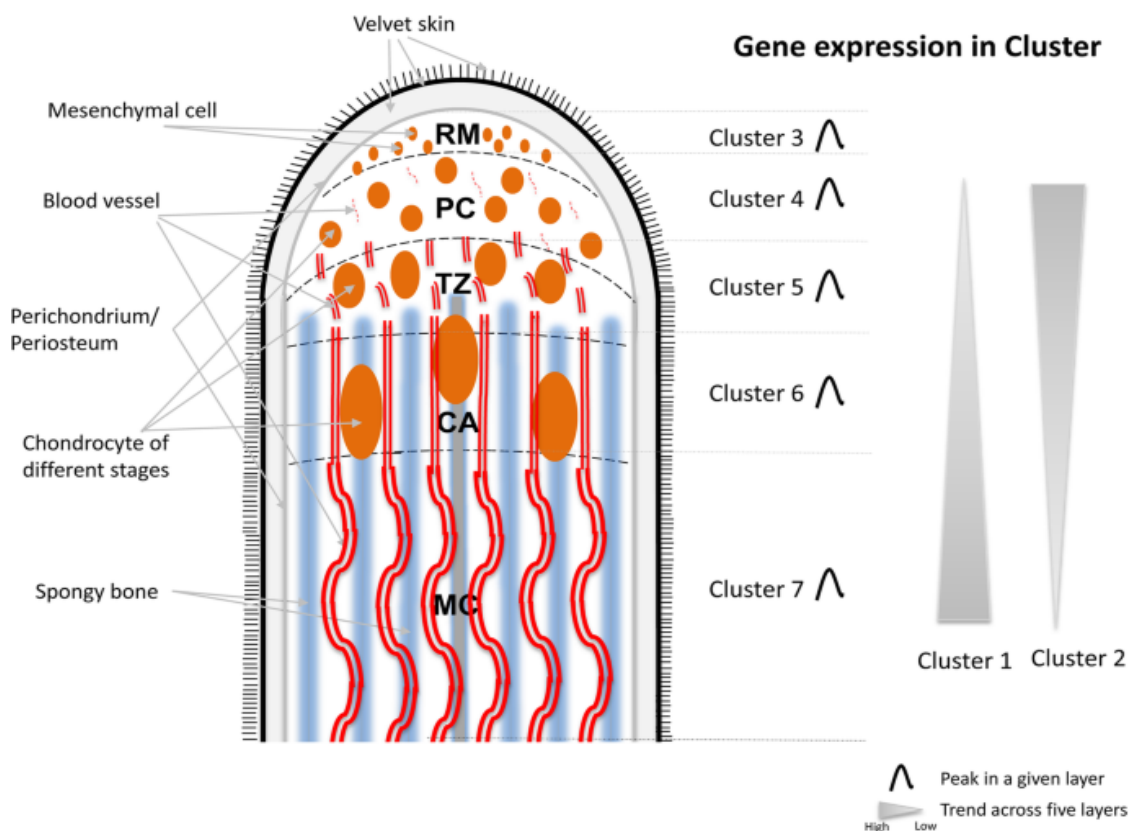 Velvet skin
Gene expression in Cluster
Mesenchymal cell
RM
Cluster 3
Blood vessel
PC
Cluster 4
TZ
Cluster 5
Perichondrium/
Periosteum
Cluster 6
CA
Chondrocyte of
different stages
Spongy bone
MC
Cluster 7
Cluster 1
Cluster 2
Peak in a given layer
Trend across five layers
High
Low